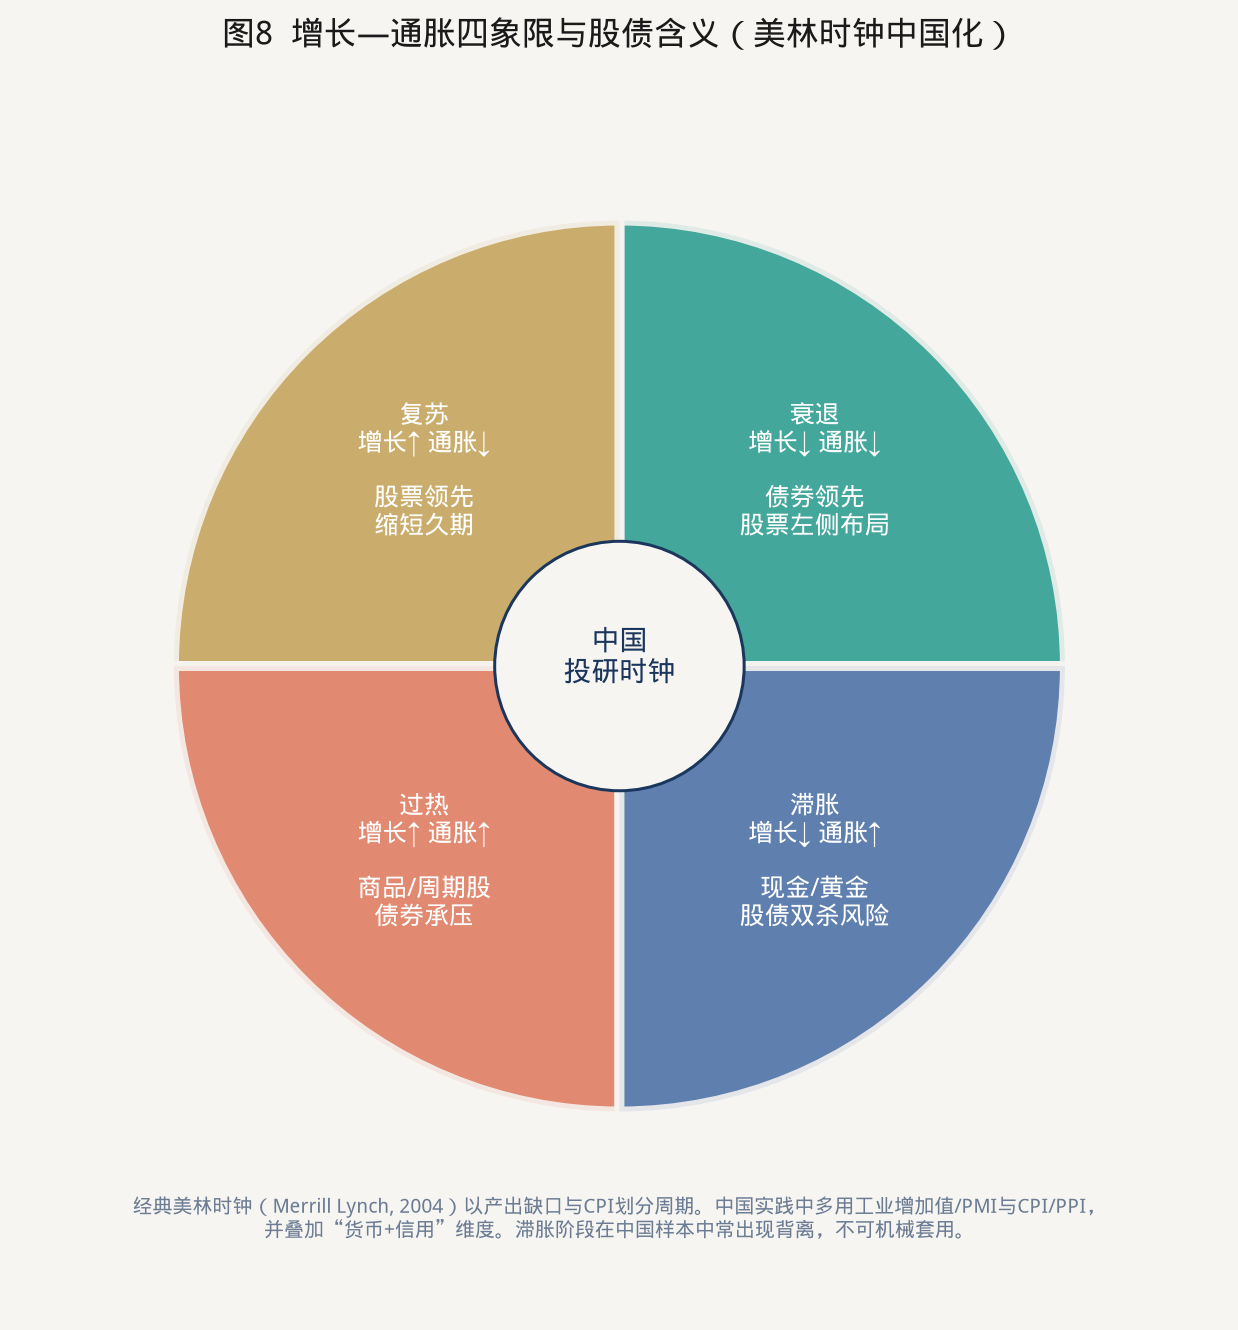 图8 增长—通胀四象限与股债含义（美林时钟中国化）
复苏
增长↑ 通胀↓
股票领先
缩短久期
衰退
增长↓ 通胀↓
债券领先
股票左侧布局
中国
投研时钟
过热
增长↑ 通胀↑
商品/周期股
债券承压
滞胀
增长↓ 通胀↑
现金/黄金
股债双杀风险
经典美林时钟（Merrill Lynch, 2004）以产出缺口与CPI划分周期。中国实践中多用工业增加值/PMI与CPI/PPI，
并叠加“货币+信用”维度。滞胀阶段在中国样本中常出现背离，不可机械套用。